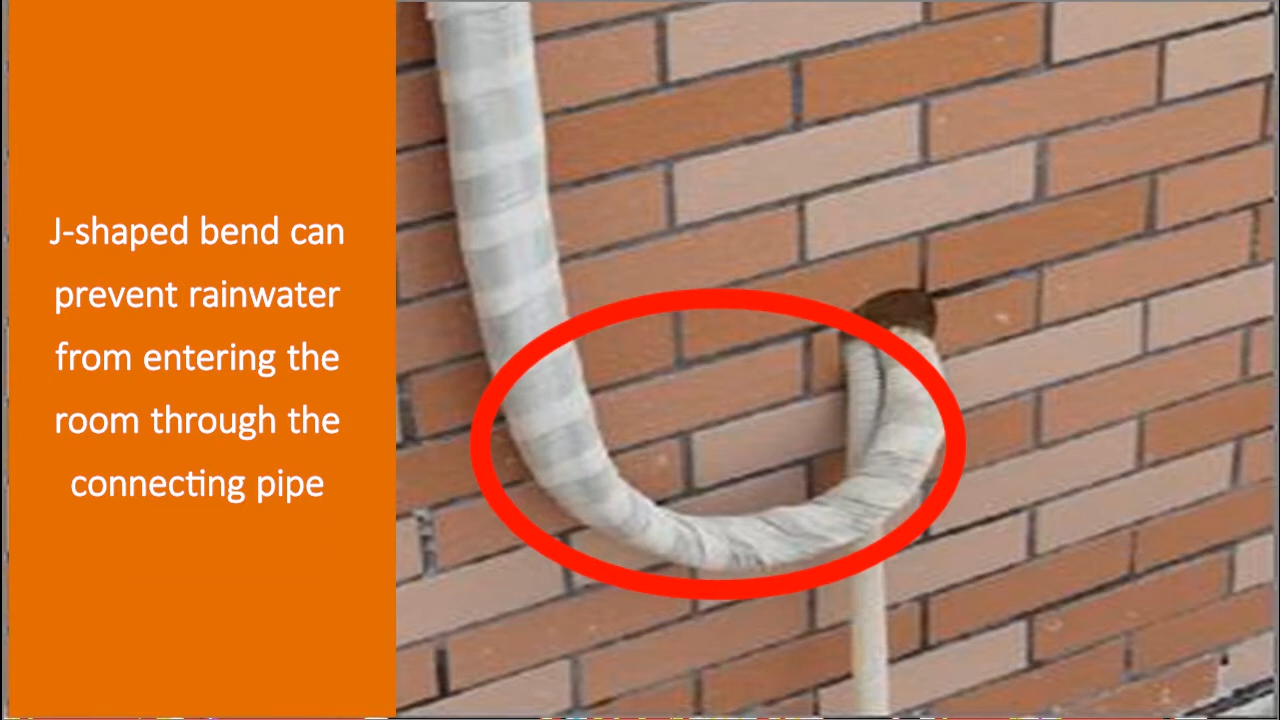 J-shaped bend can
prevent rainwater
from entering the
room through the
connecting pipe